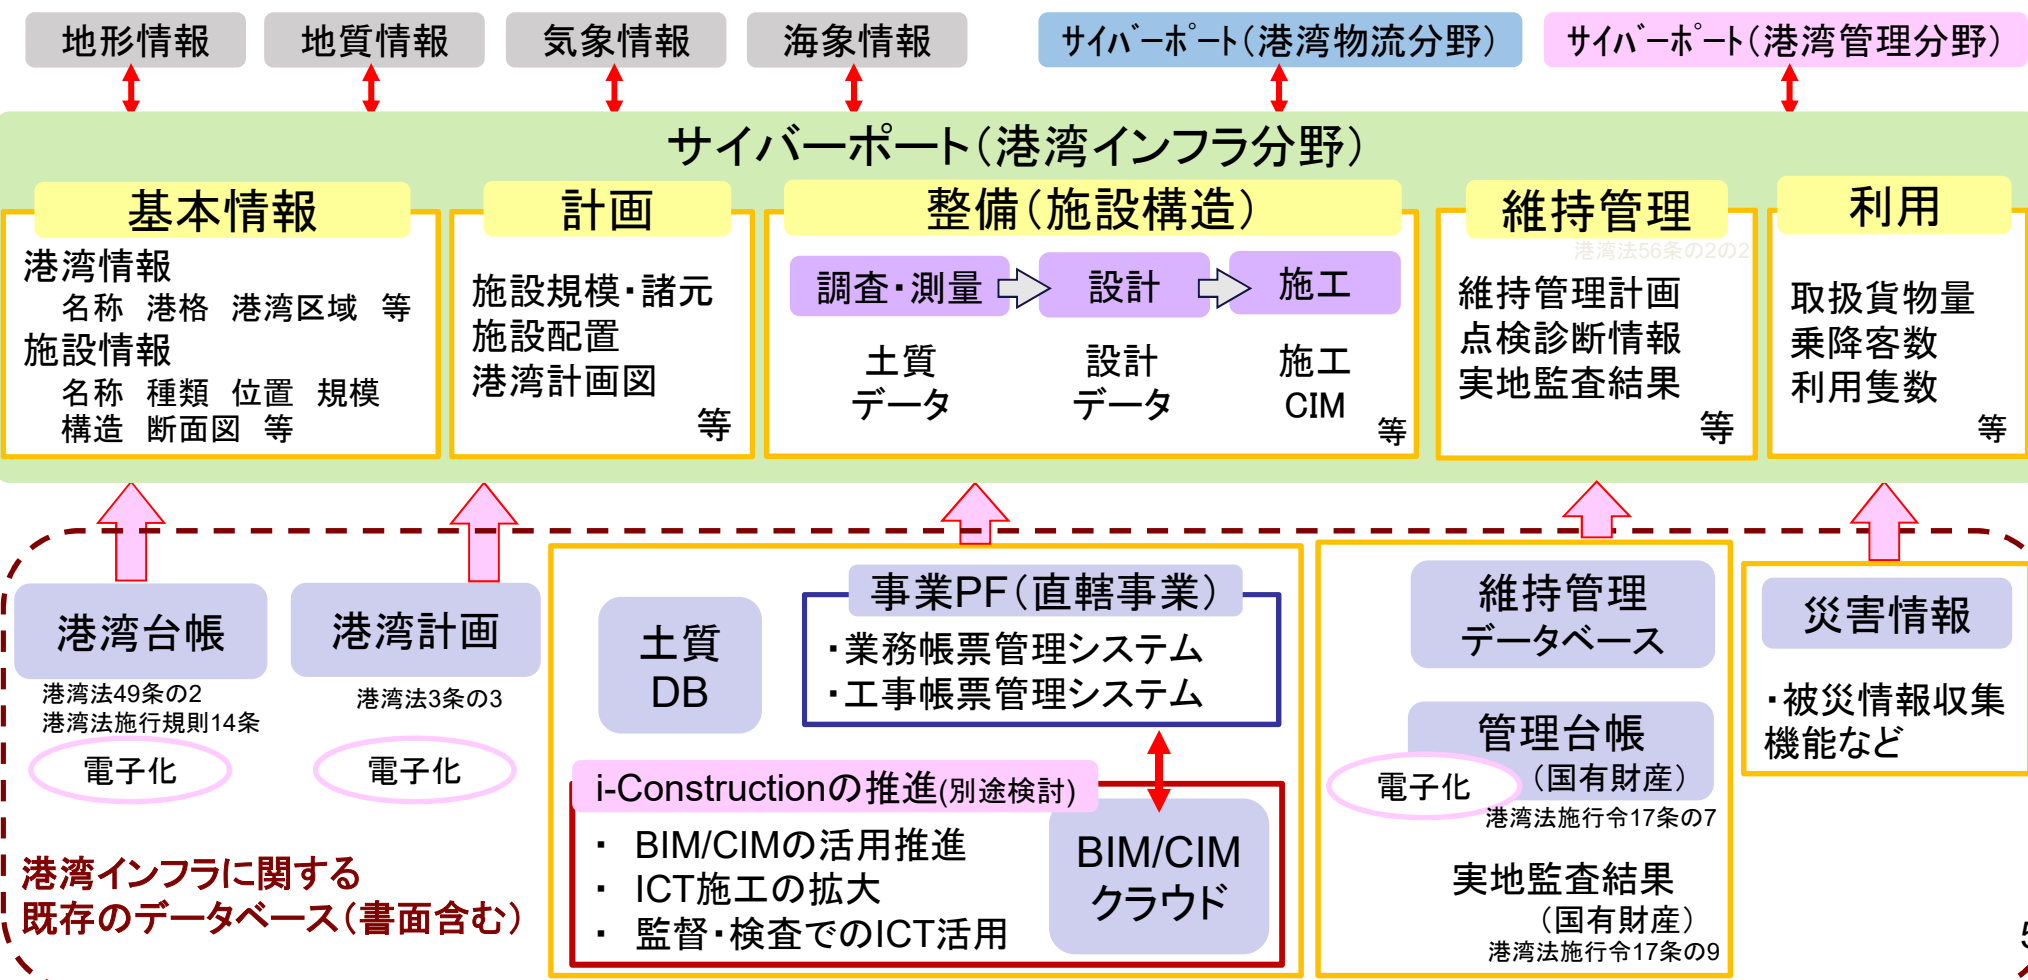 地形情報
地質情報
気象情報
海象情報
サイバーポート（港湾物流分野）
サイバーポート（港湾管理分野）
サイバーポート（港湾インフラ分野）
基本情報
港湾情報
名称 港格 港湾区域 等
施設情報
名称 種類 位置 規模
構造 断面図 等
計画
施設規模・諸元
施設配置
港湾計画図
等
整備（施設構造）
調査・測量
設計
施工
土質
データ
設計
データ
施工
CIM
等
維持管理
港湾法56条の2の2
維持管理計画
点検診断情報
実地監査結果
等
利用
取扱貨物量
乗降客数
利用隻数
等
港湾台帳
港湾法49条の2
港湾法施行規則14条
電子化
港湾計画
港湾法3条の3
電子化
港湾インフラに関する
既存のデータベース（書面含む）
土質
DB
事業PF（直轄事業）
・業務帳票管理システム
・工事帳票管理システム
i-Constructionの推進(別途検討)
・ BIM/CIMの活用推進
・ ICT施工の拡大
・ 監督・検査でのICT活用
BIM/CIM
クラウド
維持管理
データベース
管理台帳
（国有財産）
電子化
港湾法施行令17条の7
実地監査結果
（国有財産）
港湾法施行令17条の9
災害情報
・被災情報収集
機能など